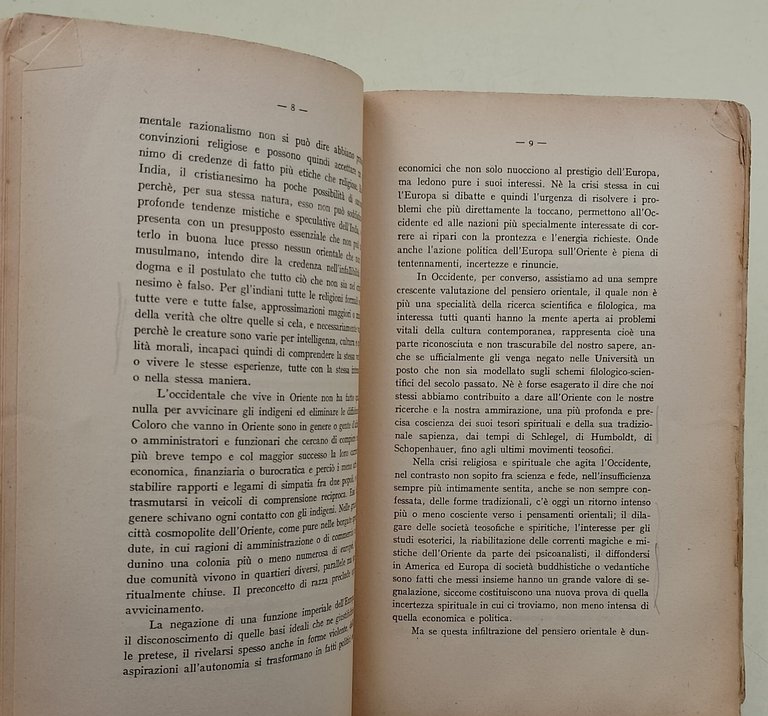 — 8 —
mentale razionalismo non si può dire abbiamo
convinzioni religiose e possono quindi accettare un
nimo di credenze di fatto più etiche che religiose, in
India, il cristianesimo ha poche possibilità di
perchè, per sua stessa natura, esso non può
profonde tendenze mistiche e speculative dell'India,
presenta con un presupposto essenziale che non può
terlo in buona luce presso nessun orientale che non
musulmano, intendo dire la credenza nell'infallibilità
dogma e il postulato che tutto ciò che non sia nel
nesimo è falso. Per gl'indiani tutte le religioni formali
tutte vere e tutte false, approssimazioni maggiori o
della verità che oltre quelle si cela, e necessariamente
perchè le creature sono varie per intelligenza, cultura
lità morali, incapaci quindi di comprendere la stessa
o vivere le stesse esperienze, tutte con la stessa
o nella stessa maniera.
L'occidentale che vive in Oriente non ha fatto
nulla per avvicinare gli indigeni ed eliminare le
Coloro che vanno in Oriente sono in genere o gente
o amministratori e funzionari che cercano di
più breve tempo e col maggior successo la loro
economica, finanziaria o burocratica e perciò i meno
stabilire rapporti e legami di simpatia fra due popoli,
trasmutarsi in veicoli di comprensione reciproca.
genere schivano ogni contatto con gli indigeni. Nelle
città cosmopolite dell'Oriente, come pure nelle
dute, in cui ragioni di amministrazione o di
dunino una colonia più o meno numerosa di
due comunità vivono in quartieri diversi, parallele
ritualmente chiuse. Il preconcetto di razza preclude
avvicinamento.
La negazione di una funzione imperiale
il disconoscimento di quelle basi ideali che ne
le pretese, il rivelarsi spesso anche in forme violente,
aspirazioni all'autonomia si trasformano in fatti
— 9 —
economici che non solo nuocciono al prestigio dell'Europa,
ma ledono pure i suoi interessi. Nè la crisi stessa in cui
l'Europa si dibatte e quindi l'urgenza di risolvere i pro-
blemi che più direttamente la toccano, permettono all'Oc-
cidente ed alle nazioni più specialmente interessate di cor-
rere ai ripari con la prontezza e l'energia richieste. Onde
anche l'azione politica dell'Europa sull'Oriente è piena di
tentennamenti, incertezze e rinuncie.
In Occidente, per converso, assistiamo ad una sempre
crescente valutazione del pensiero orientale, il quale non è
più una specialità della ricerca scientifica e filologica, ma
interessa tutti quanti hanno la mente aperta ai problemi
vitali della cultura contemporanea, rappresenta cioè una
parte riconosciuta e non trascurabile del nostro sapere, an-
che se ufficialmente gli venga negato nelle Università un
posto che non sia modellato sugli schemi filologico-scien-
tifici del secolo passato. Nè è forse esagerato il dire che noi
stessi abbiamo contribuito a dare all'Oriente con le nostre
ricerche e la nostra ammirazione, una più profonda e pre-
cisa coscienza dei suoi tesori spirituali e della sua tradizio-
nale sapienza, dai tempi di Schlegel, di Humboldt, di
Schopenhauer, fino agli ultimi movimenti teosofici.
Nella crisi religiosa e spirituale che agita l'Occidente,
nel contrasto non sopito fra scienza e fede, nell'insufficienza
sempre più intimamente sentita, anche se non sempre con-
fessata, delle forme tradizionali, c'è oggi un ritorno intenso
più o meno cosciente verso i pensamenti orientali; il dila-
gare delle società teosofiche e spiritiche, l'interesse per gli
studi esoterici, la riabilitazione delle correnti magiche e mi-
stiche dell'Oriente da parte dei psicoanalisti, il diffondersi
in America ed Europa di società buddhistiche o vedantiche
sono fatti che messi insieme hanno un grande valore di se-
gnalazione, siccome costituiscono una nuova prova di quella
incertezza spirituale in cui ci troviamo, non meno intensa di
quella economica e politica.
Ma se questa infiltrazione del pensiero orientale è dun-